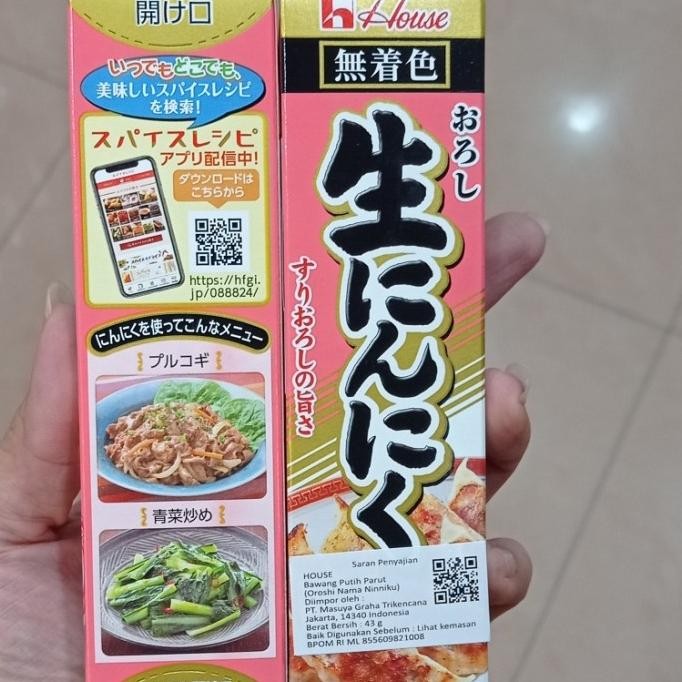 開け口
いつでもどこでも、
美味しいスパイスレシピ
を検索!
スパイスレシピ
アプリ配信中!
ダウンロードは
こちらから
https://hfgi.
jp/088824/
にんにくを使ってこんなメニュー
プルコギ
青菜炒め
House
無着色
おろし
生にんにく
すりおろしの旨さ
Saran Penyajian
HOUSE
Bawang Putih Parut
(Oroshi Nama Ninniku)
Diimpor oleh :
PT. Masuya Graha Trikencana
Jakarta, 14340 Indonesia
Berat Bersih : 43 g
Baik Digunakan Sebelum : Lihat kemasan
BPOM RI ML 855609821008